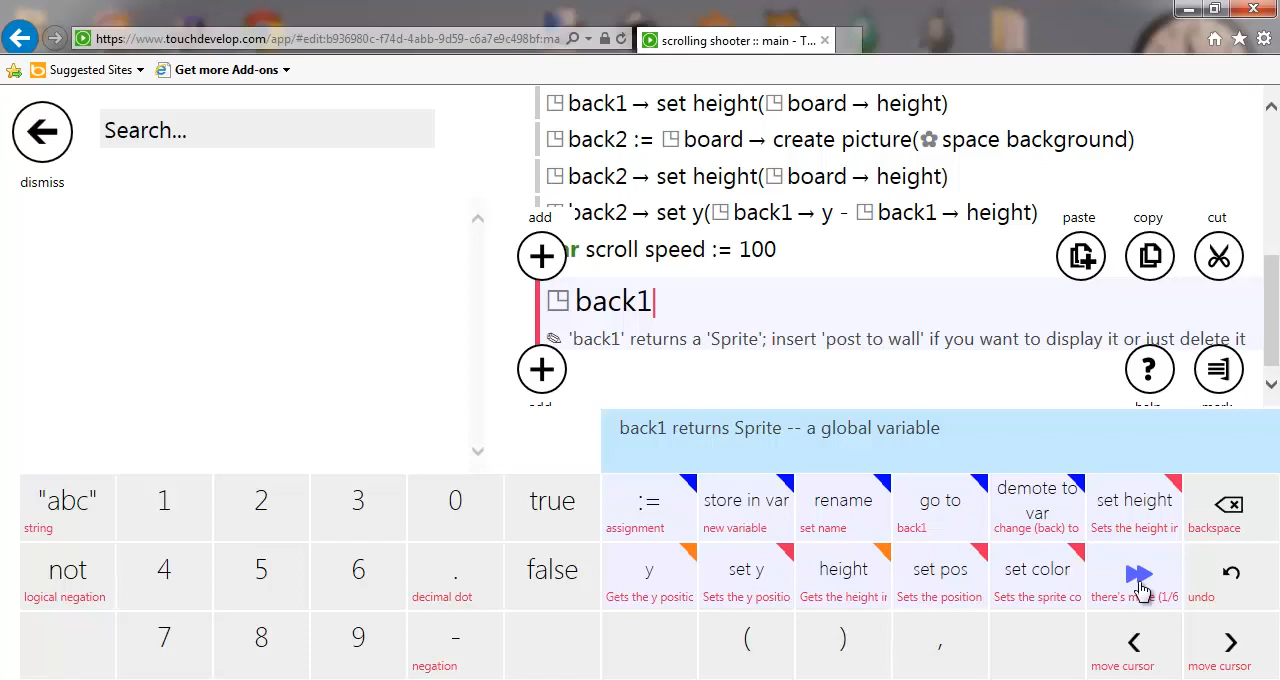 https://www.touchdevelop.com/app/#edit:b936980c-f74d-4abb-9d59-c6a7e9c498bf:ma
scrolling shooter :: main - T...
Suggested Sites
Get more Add-ons
dismiss
Search...
back1 → set height(board → height)
back2 := board → create picture(space background)
back2 → set height(board → height)
back2 → set y(back1 → y - back1 → height)
scroll speed := 100
add
paste
copy
cut
back1
'back1' returns a 'Sprite'; insert 'post to wall' if you want to display it or just delete it
back1 returns Sprite -- a global variable
"abc" 1 2 3 0 true := store in var rename go to demote to var set height
string assignment new variable set name back1 change (back) to Sets the height ir backspace
not 4 5 6 . false y set y height set pos set color
logical negation decimal dot Gets the y positic Sets the y positio Gets the height in Sets the position Sets the sprite co there's (1/6 undo
7 8 9 - ( ) ,
negation move cursor move cursor